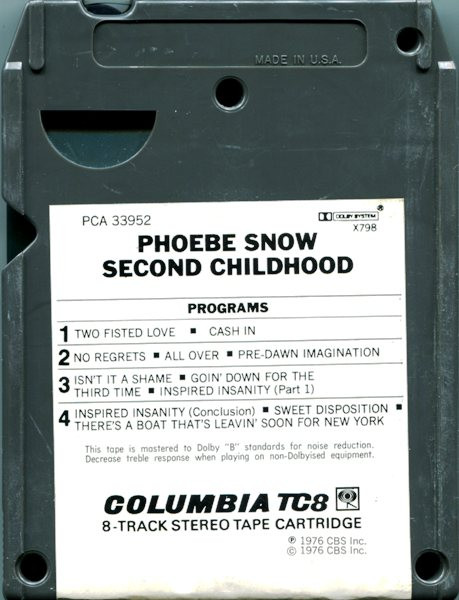 MADE IN U.S.A.
PCA 33952
DOLBY SYSTEM ®
X798
PHOEBE SNOW
SECOND CHILDHOOD
PROGRAMS
1 TWO FISTED LOVE ■ CASH IN
2 NO REGRETS ■ ALL OVER ■ PRE-DAWN IMAGINATION
3 ISN'T IT A SHAME ■ GOIN' DOWN FOR THE
THIRD TIME ■ INSPIRED INSANITY (Part 1)
4 INSPIRED INSANITY (Conclusion) ■ SWEET DISPOSITION ■
THERE'S A BOAT THAT'S LEAVIN' SOON FOR NEW YORK
This tape is mastered to Dolby "B" standards for noise reduction.
Decrease treble response when playing on non-Dolbyised equipment.
COLUMBIA TC8
8-TRACK STEREO TAPE CARTRIDGE
℗ 1976 CBS Inc.
© 1976 CBS Inc.